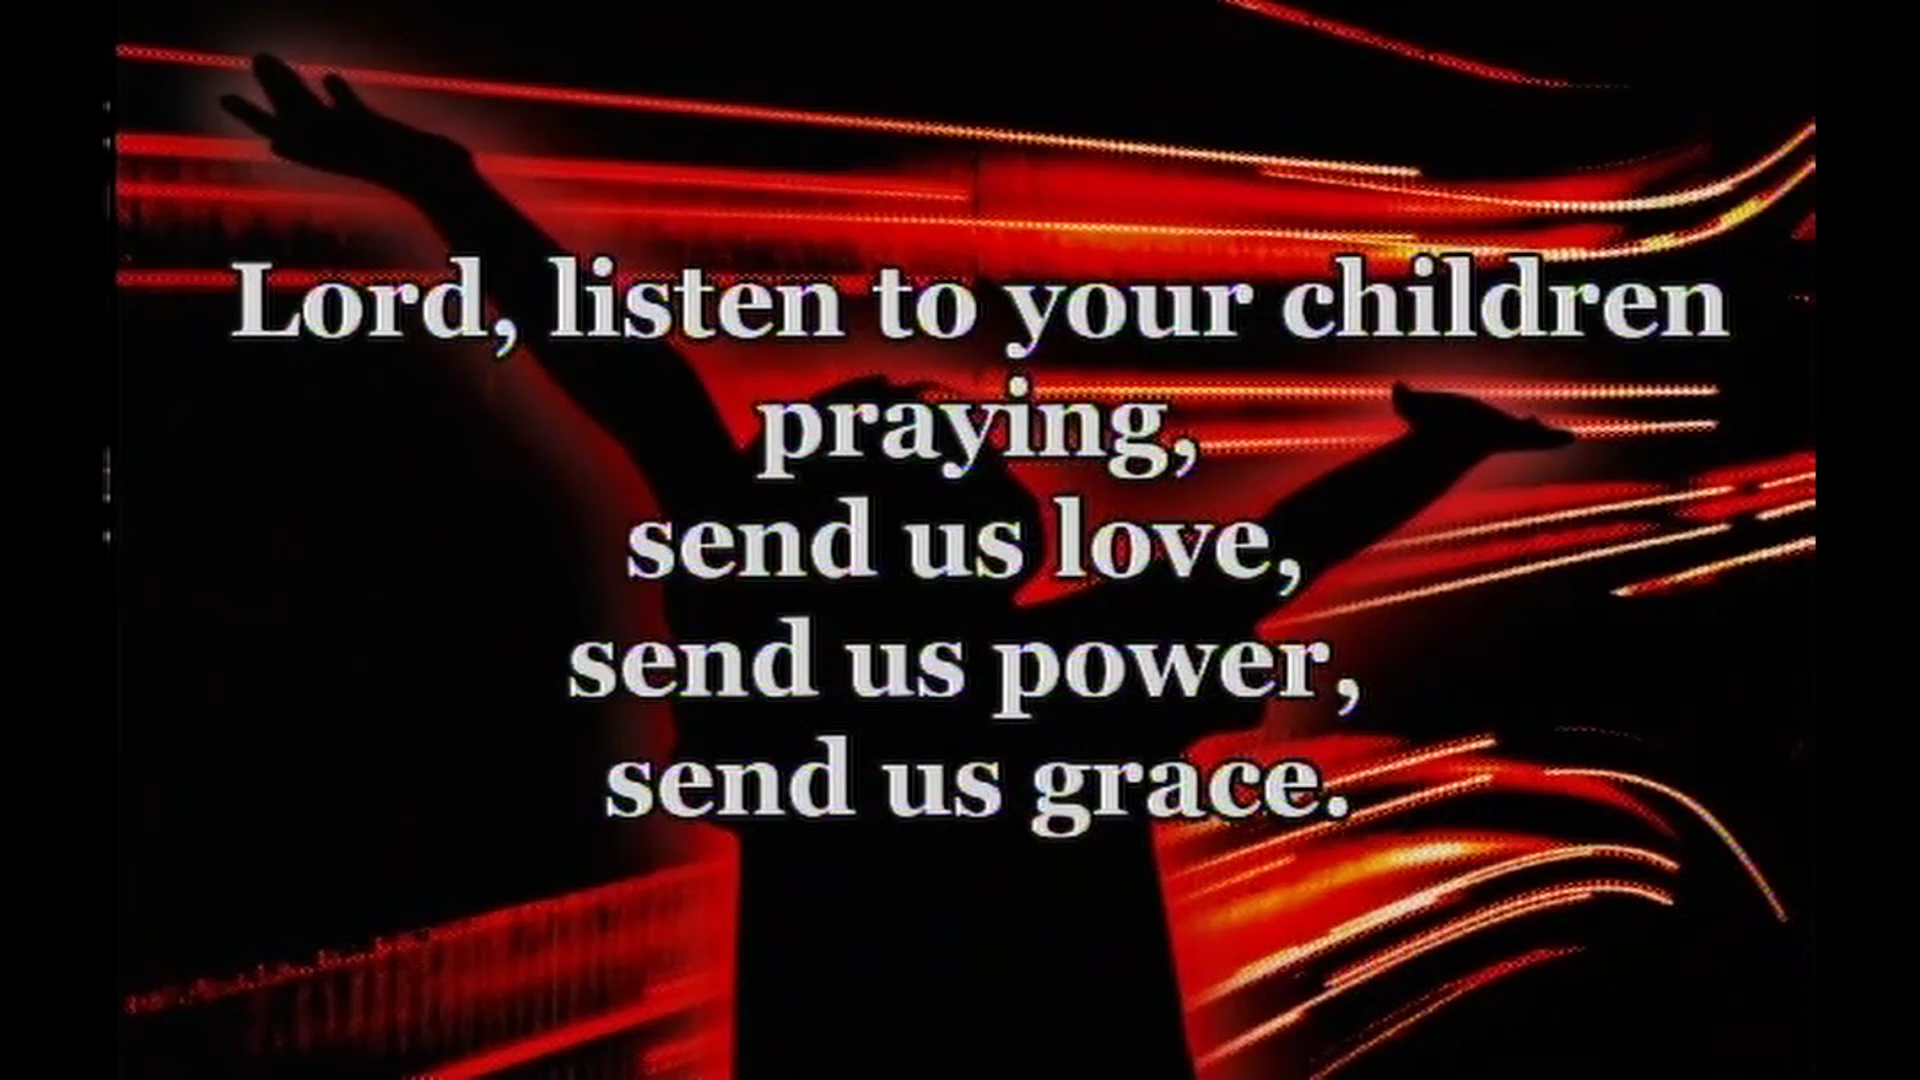 Lord, listen to your children
praying,
send us love,
send us power,
send us grace.